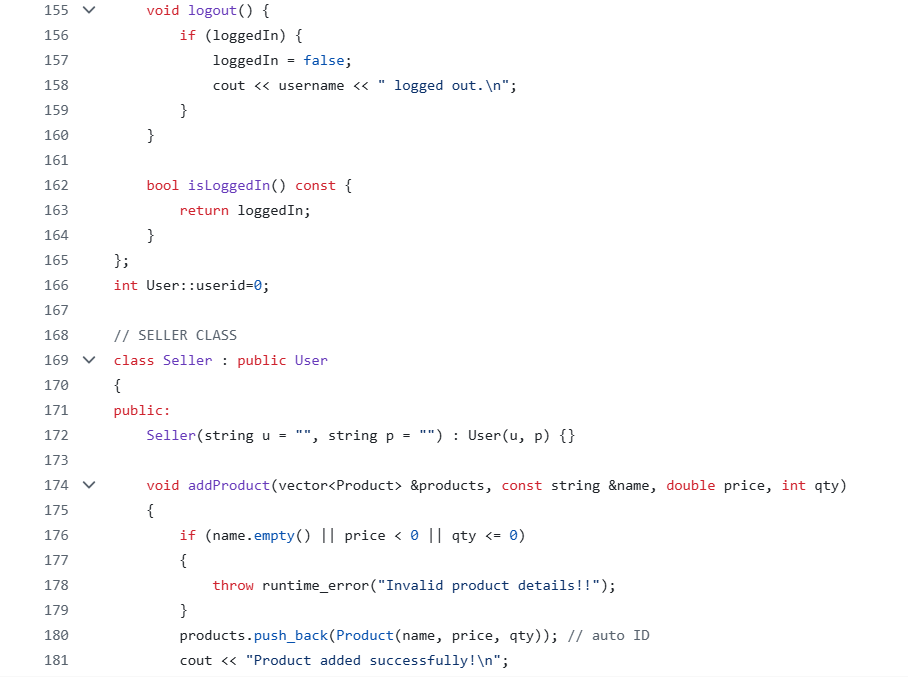 155 void logout() {
156 if (loggedIn) {
157 loggedIn = false;
158 cout << username << " logged out.\n";
159 }
160 }
161
162 bool isLoggedIn() const {
163 return loggedIn;
164 }
165 };
166 int User::userid=0;
167
168 // SELLER CLASS
169 class Seller : public User
170 {
171 public:
172 Seller(string u = "", string p = "") : User(u, p) {}
173
174 void addProduct(vector<Product> &products, const string &name, double price, int qty)
175 {
176 if (name.empty() || price < 0 || qty <= 0)
177 {
178 throw runtime_error("Invalid product details!!");
179 }
180 products.push_back(Product(name, price, qty)); // auto ID
181 cout << "Product added successfully!\n";